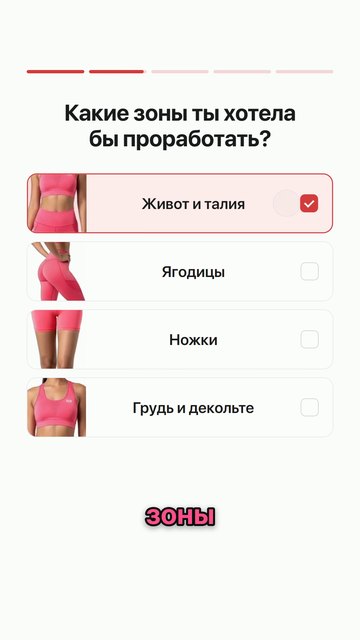 Какие зоны ты хотела
бы проработать?
Живот и талия
Ягодицы
Ножки
Грудь и декольте
зоны